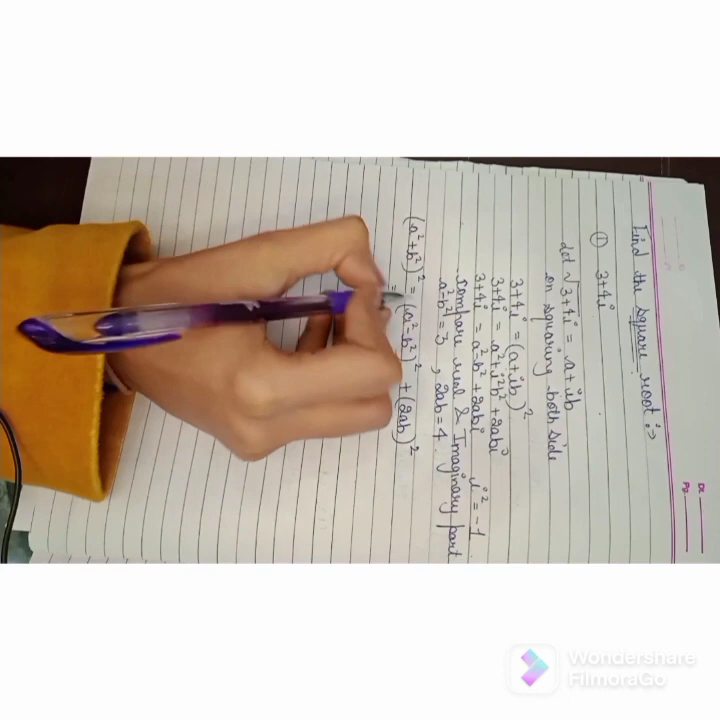 Dt.
Pg.
Find the square root :->
① 3+4i
Let √3+4i = a+ib
on squaring both side
3+4i = (a+ib)²
3+4i = a²+i²b²+2abi
3+4i = a²-b²+2abi i²=-1
compare real & Imaginary part
a²-b²=3 , 2ab=4
(a²+b²)² = (a²-b²)² + (2ab)²
=
Wondershare
FilmoraGo